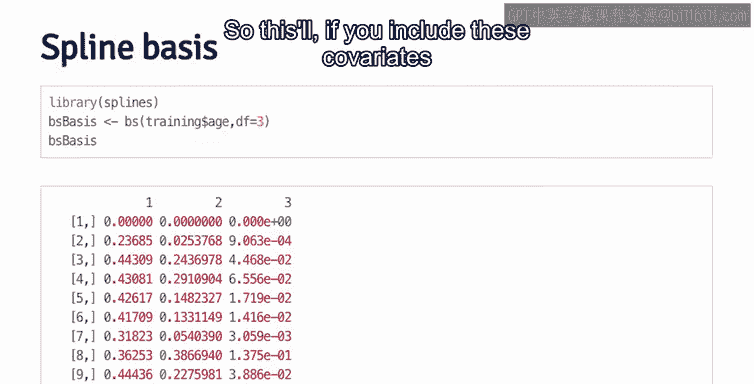 Spline basis
So this'll, if you include these
covariates
library(splines)
bsBasis <- bs(training$age,df=3)
bsBasis
1 2 3
[1,] 0.00000 0.0000000 0.000e+00
[2,] 0.23685 0.0253768 9.063e-04
[3,] 0.44309 0.2436978 4.468e-02
[4,] 0.43081 0.2910904 6.556e-02
[5,] 0.42617 0.1482327 1.719e-02
[6,] 0.41709 0.1331149 1.416e-02
[7,] 0.31823 0.0540390 3.059e-03
[8,] 0.36253 0.3866940 1.375e-01
[9,] 0.44436 0.2275981 3.886e-02